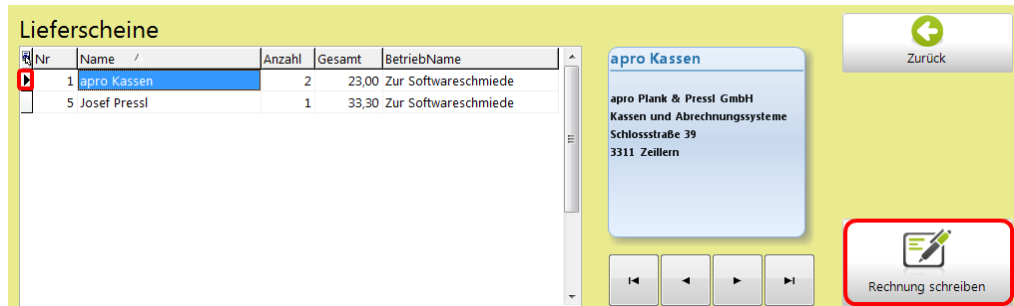 Lieferscheine
Nr Name Anzahl Gesamt BetriebName
1 apro Kassen 2 23,00 Zur Softwareschmiede
5 Josef Pressl 1 33,30 Zur Softwareschmiede
apro Kassen
apro Plank & Pressl GmbH
Kassen und Abrechnungssysteme
Schlossstraße 39
3311 Zeillern
Zurück
Rechnung schreiben